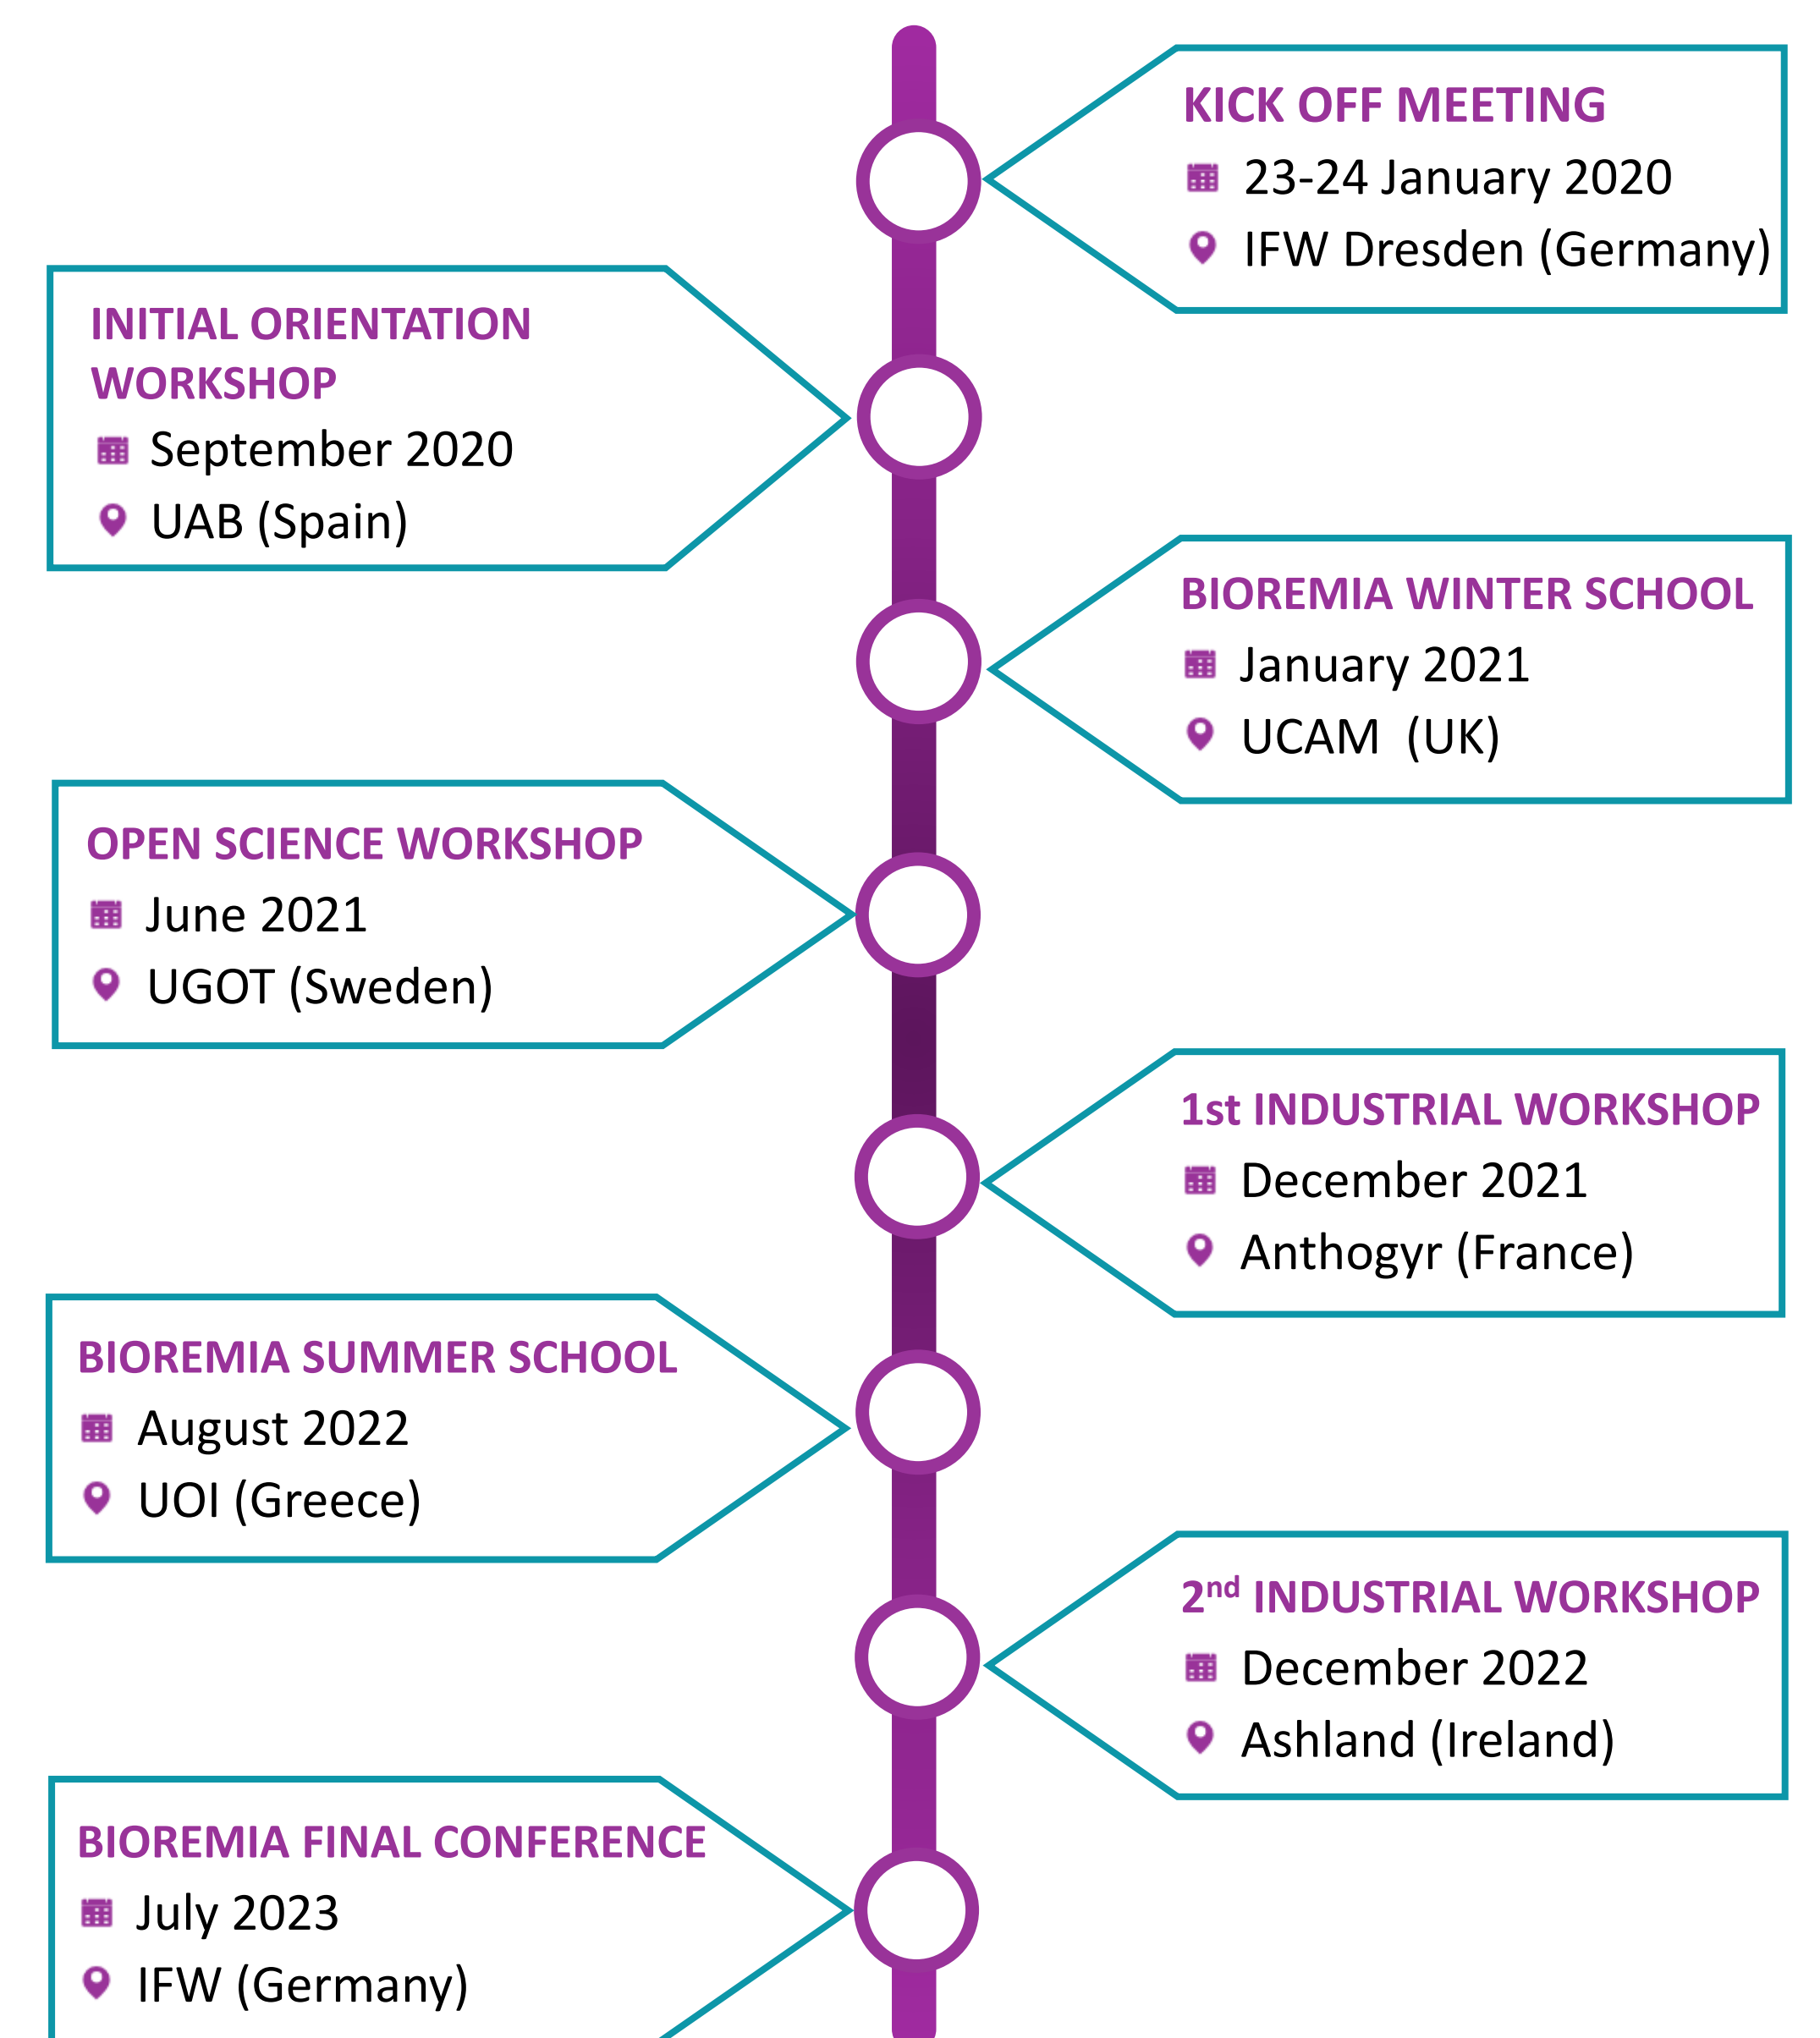 KICK OFF MEETING
23-24 January 2020
IFW Dresden (Germany)
INITIAL ORIENTATION
WORKSHOP
September 2020
UAB (Spain)
BIOREMIA WINTER SCHOOL
January 2021
UCAM (UK)
OPEN SCIENCE WORKSHOP
June 2021
UGOT (Sweden)
1st INDUSTRIAL WORKSHOP
December 2021
Anthogyr (France)
BIOREMIA SUMMER SCHOOL
August 2022
UOI (Greece)
2nd INDUSTRIAL WORKSHOP
December 2022
Ashland (Ireland)
BIOREMIA FINAL CONFERENCE
July 2023
IFW (Germany)